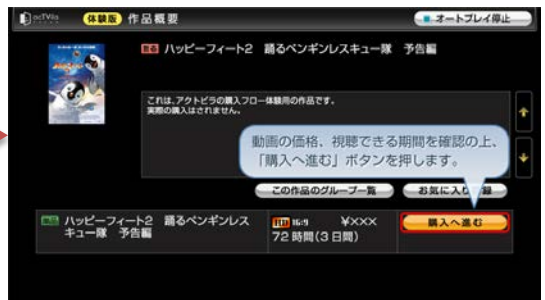 acTVila 体験版 作品概要 ■ オートプレイ停止
映画 ハッピーフィート2 踊るペンギンレスキュー隊 予告編
これは、アクトビラの購入フロー体験用の作品です。
実際の購入はされません。
動画の価格、視聴できる期間を確認の上、
「購入へ進む」ボタンを押します。
この作品のグループ一覧 お気に入り登録
ハッピーフィート2 踊るペンギンレス
キュー隊 予告編
16:9 ¥XXX
72時間(3日間)
購入へ進む